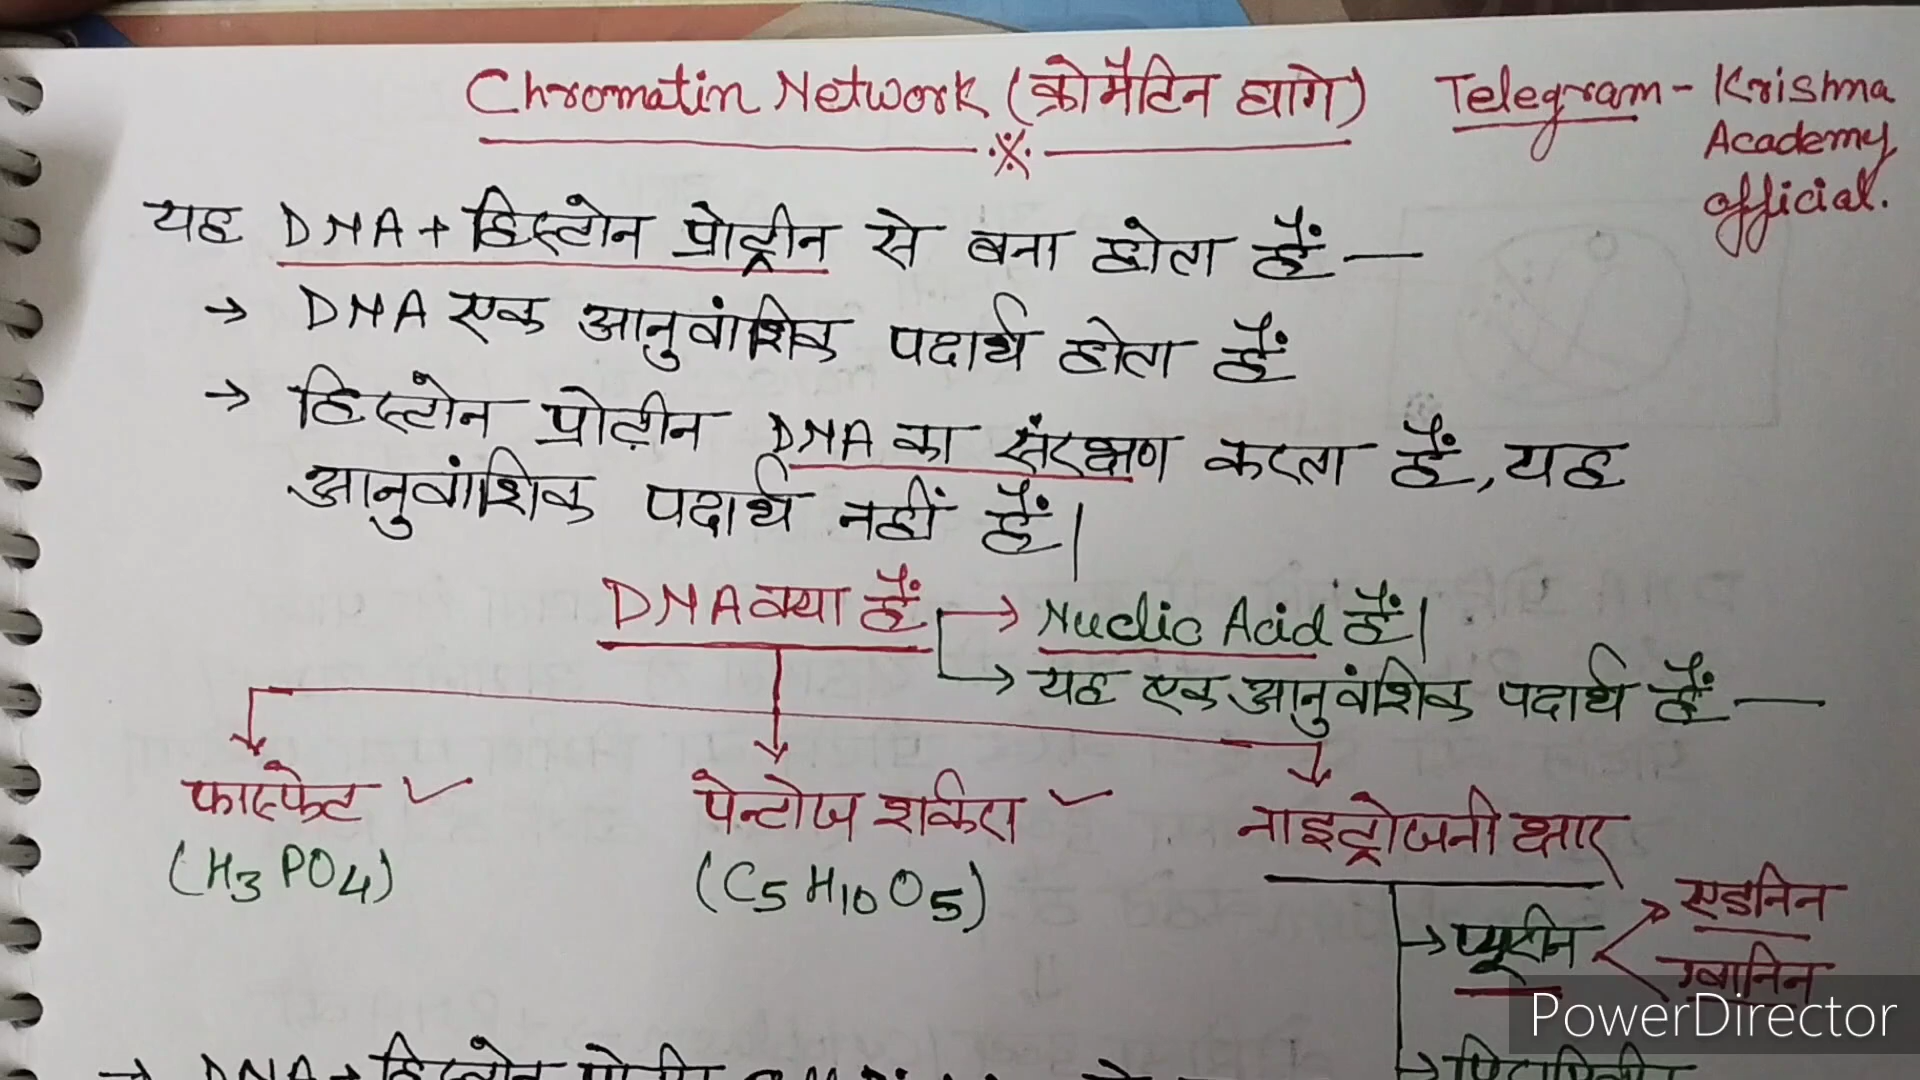 Chromatin Network (क्रोमैटिन धागे)
Telegram - Krishna
Academy
official.
यह DNA + हिस्टोन प्रोट्रीन से बना होता हैं —
→ DNA एक आनुवांशिक पदार्थ होता हैं
→ हिस्टोन प्रोटीन DNA का संरक्षण करता हैं, यह
आनुवांशिक पदार्थ नहीं हैं|
DNA क्या हैं → Nuclic Acid हैं|
→ यह एक आनुवंशिक पदार्थ हैं —
फास्फेट ✓ पेन्टोज शर्करा ✓ नाइट्रोजनी क्षार
(H3PO4) (C5H10O5)
→ प्यूरीन
एडनिन
ग्वानिन
→ DNA + हिस्टोन
PowerDirector